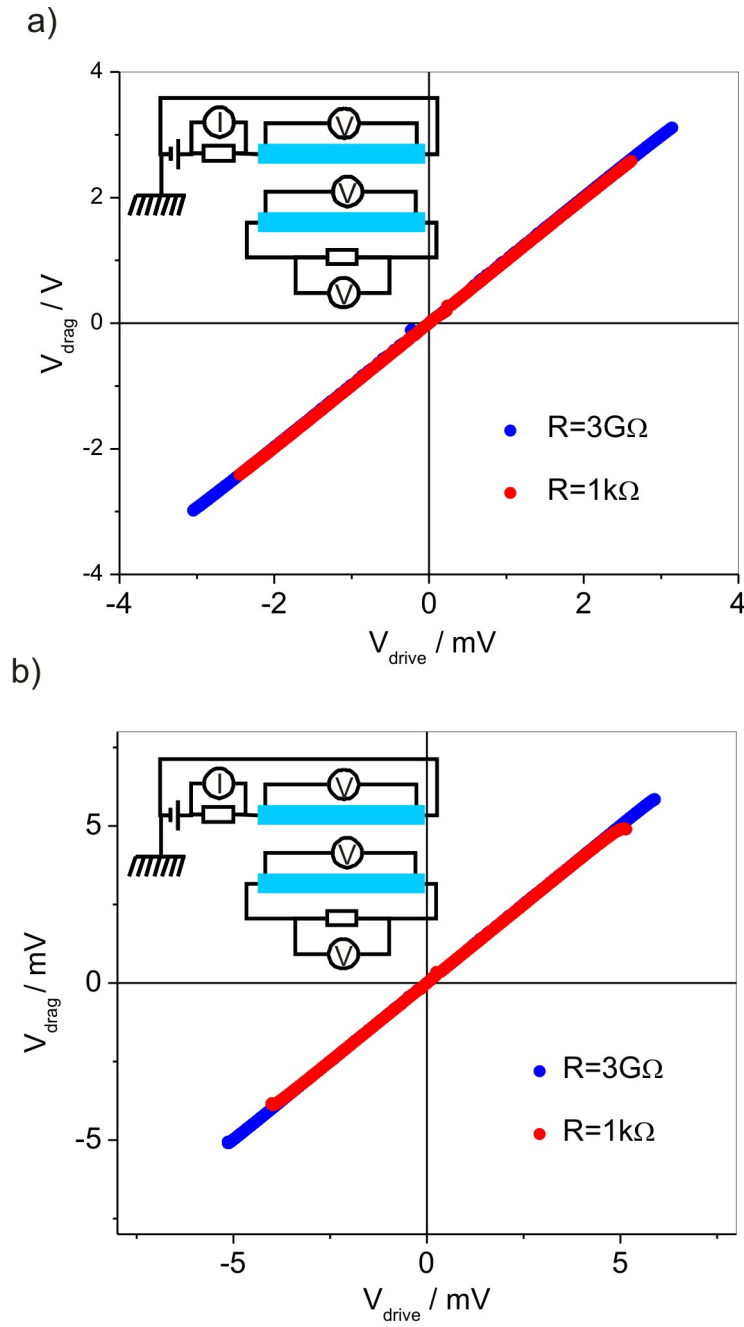 a)
4
2
0
-2
-4
V_drag / V
I
V
V
V
R=3GΩ
R=1kΩ
-4 -2 0 2 4
V_drive / mV
b)
5
0
-5
V_drag / mV
I
V
V
V
R=3GΩ
R=1kΩ
-5 0 5
V_drive / mV